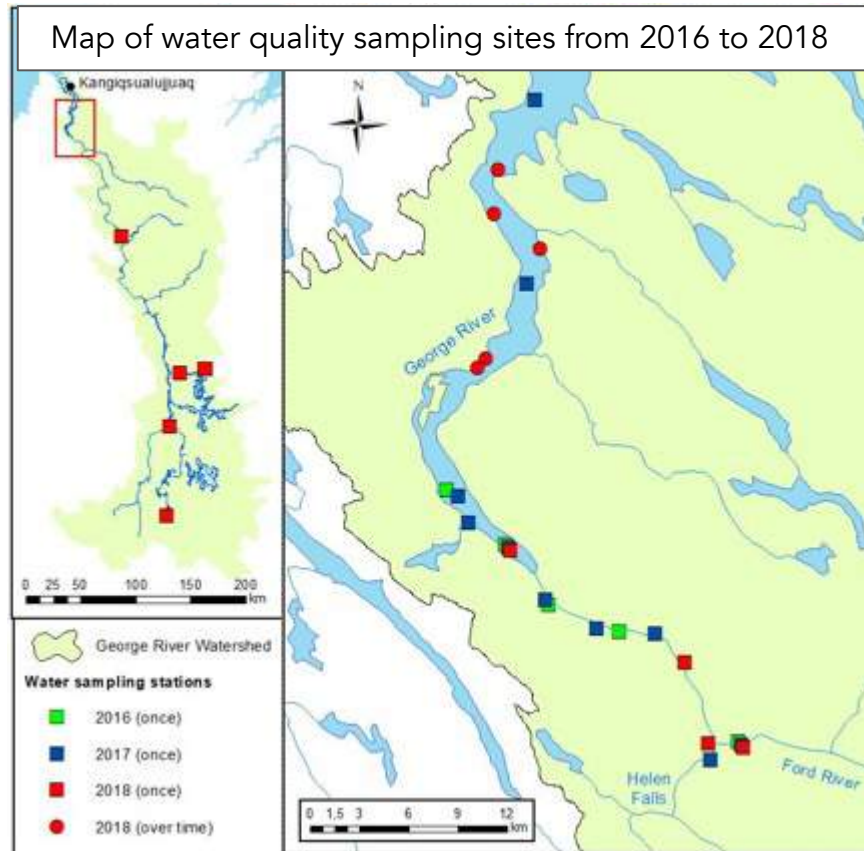 Map of water quality sampling sites from 2016 to 2018
Kangiqsualujjuaq
0 25 50 100 150 200
km
George River Watershed
Water sampling stations
2016 (once)
2017 (once)
2018 (once)
2018 (over time)
N
George River
Ford River
Helen
Falls
0 1.5 3 6 9 12
km